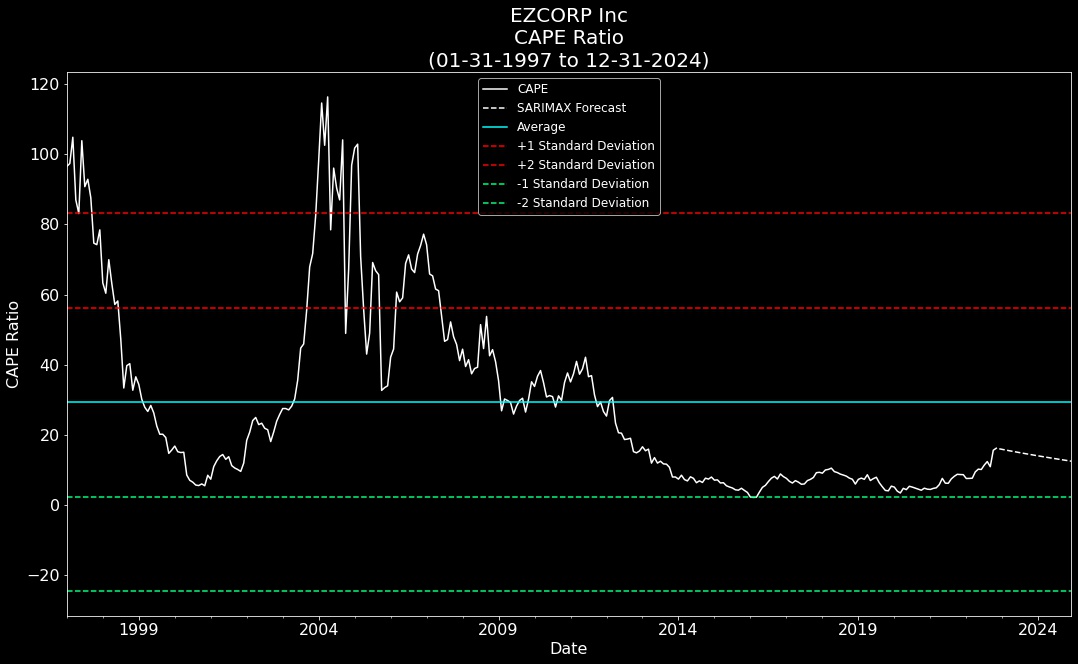 EZCORP Inc
CAPE Ratio
(01-31-1997 to 12-31-2024)
CAPE
SARIMAX Forecast
Average
+1 Standard Deviation
+2 Standard Deviation
-1 Standard Deviation
-2 Standard Deviation
120
100
80
60
40
20
0
−20
CAPE Ratio
1999 2004 2009 2014 2019 2024
Date